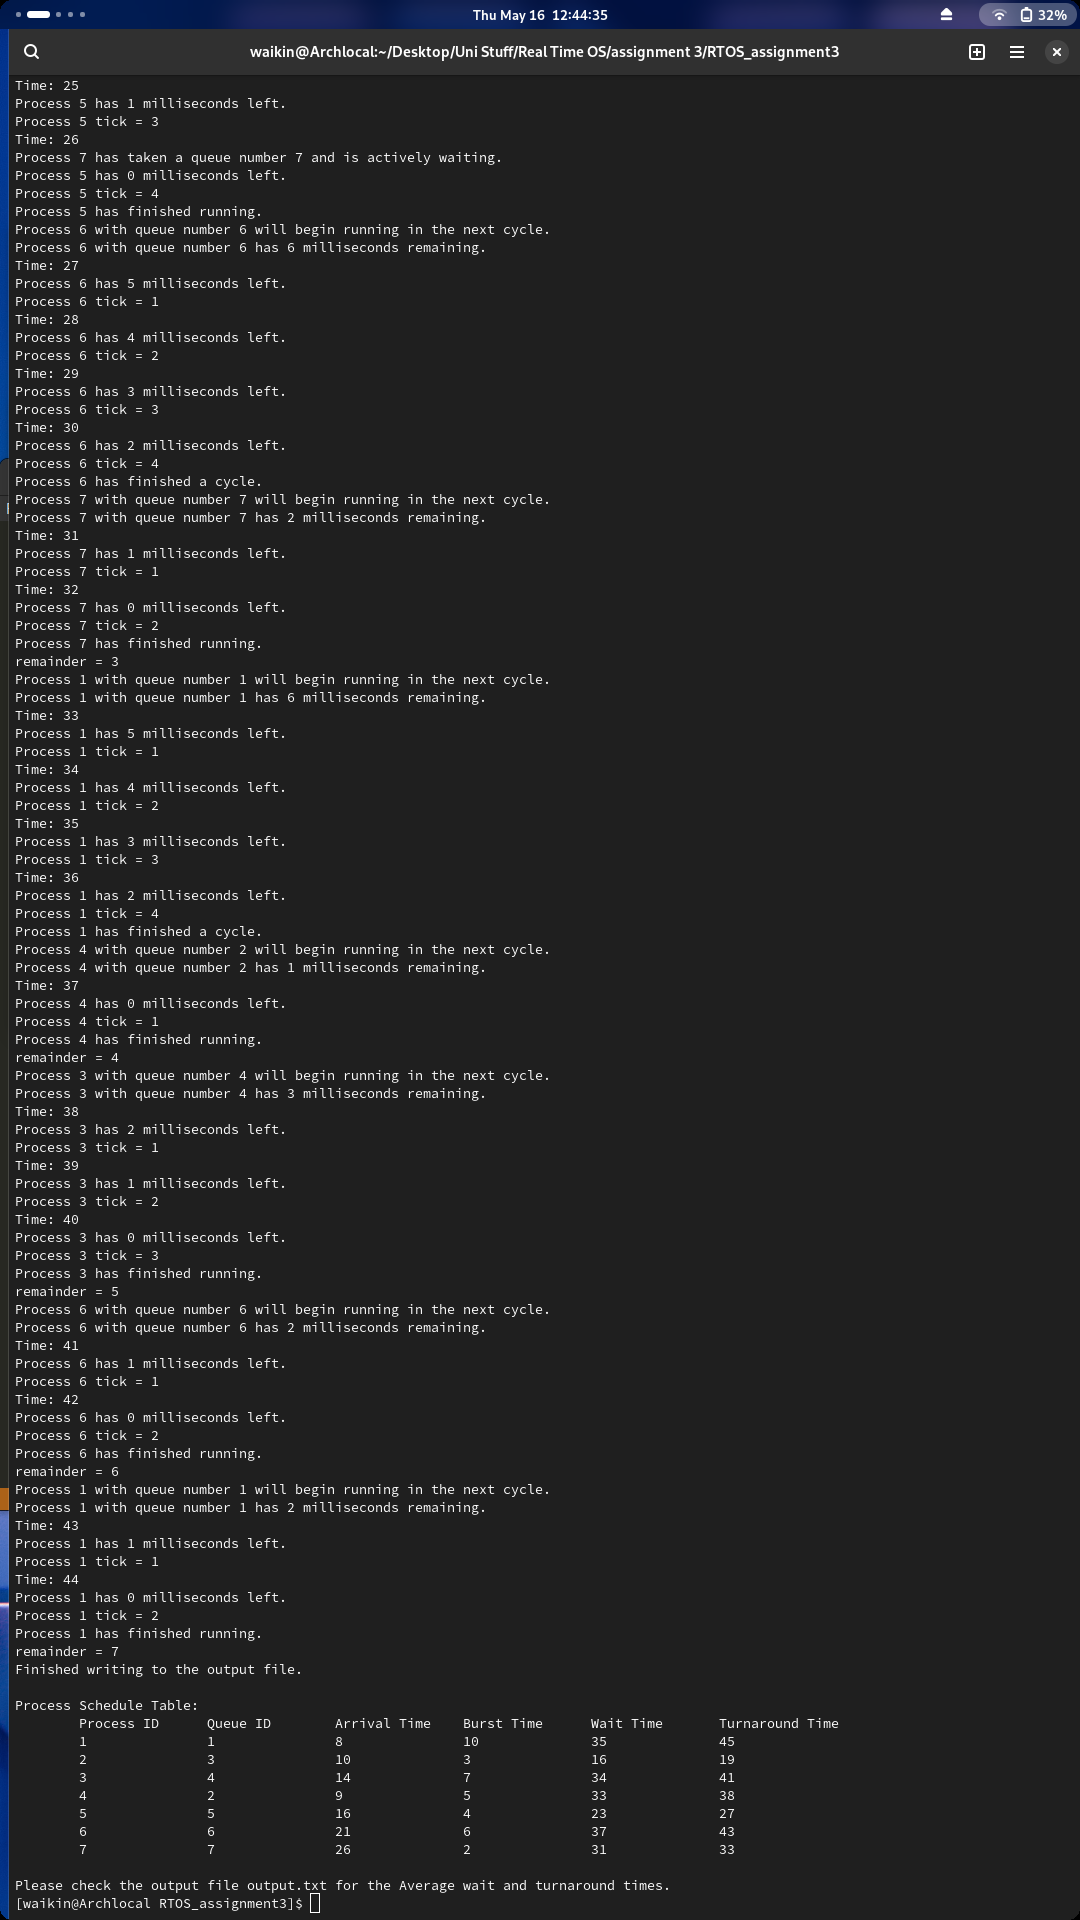 Thu May 16 12:44:35
32%
waikin@Archlocal:~/Desktop/Uni Stuff/Real Time OS/assignment 3/RTOS_assignment3
Time: 25
Process 5 has 1 milliseconds left.
Process 5 tick = 3
Time: 26
Process 7 has taken a queue number 7 and is actively waiting.
Process 5 has 0 milliseconds left.
Process 5 tick = 4
Process 5 has finished running.
Process 6 with queue number 6 will begin running in the next cycle.
Process 6 with queue number 6 has 6 milliseconds remaining.
Time: 27
Process 6 has 5 milliseconds left.
Process 6 tick = 1
Time: 28
Process 6 has 4 milliseconds left.
Process 6 tick = 2
Time: 29
Process 6 has 3 milliseconds left.
Process 6 tick = 3
Time: 30
Process 6 has 2 milliseconds left.
Process 6 tick = 4
Process 6 has finished a cycle.
Process 7 with queue number 7 will begin running in the next cycle.
Process 7 with queue number 7 has 2 milliseconds remaining.
Time: 31
Process 7 has 1 milliseconds left.
Process 7 tick = 1
Time: 32
Process 7 has 0 milliseconds left.
Process 7 tick = 2
Process 7 has finished running.
remainder = 3
Process 1 with queue number 1 will begin running in the next cycle.
Process 1 with queue number 1 has 6 milliseconds remaining.
Time: 33
Process 1 has 5 milliseconds left.
Process 1 tick = 1
Time: 34
Process 1 has 4 milliseconds left.
Process 1 tick = 2
Time: 35
Process 1 has 3 milliseconds left.
Process 1 tick = 3
Time: 36
Process 1 has 2 milliseconds left.
Process 1 tick = 4
Process 1 has finished a cycle.
Process 4 with queue number 2 will begin running in the next cycle.
Process 4 with queue number 2 has 1 milliseconds remaining.
Time: 37
Process 4 has 0 milliseconds left.
Process 4 tick = 1
Process 4 has finished running.
remainder = 4
Process 3 with queue number 4 will begin running in the next cycle.
Process 3 with queue number 4 has 3 milliseconds remaining.
Time: 38
Process 3 has 2 milliseconds left.
Process 3 tick = 1
Time: 39
Process 3 has 1 milliseconds left.
Process 3 tick = 2
Time: 40
Process 3 has 0 milliseconds left.
Process 3 tick = 3
Process 3 has finished running.
remainder = 5
Process 6 with queue number 6 will begin running in the next cycle.
Process 6 with queue number 6 has 2 milliseconds remaining.
Time: 41
Process 6 has 1 milliseconds left.
Process 6 tick = 1
Time: 42
Process 6 has 0 milliseconds left.
Process 6 tick = 2
Process 6 has finished running.
remainder = 6
Process 1 with queue number 1 will begin running in the next cycle.
Process 1 with queue number 1 has 2 milliseconds remaining.
Time: 43
Process 1 has 1 milliseconds left.
Process 1 tick = 1
Time: 44
Process 1 has 0 milliseconds left.
Process 1 tick = 2
Process 1 has finished running.
remainder = 7
Finished writing to the output file.
Process Schedule Table:
Process ID Queue ID Arrival Time Burst Time Wait Time Turnaround Time
1 1 8 10 35 45
2 3 10 3 16 19
3 4 14 7 34 41
4 2 9 5 33 38
5 5 16 4 23 27
6 6 21 6 37 43
7 7 26 2 31 33
Please check the output file output.txt for the Average wait and turnaround times.
[waikin@Archlocal RTOS_assignment3]$